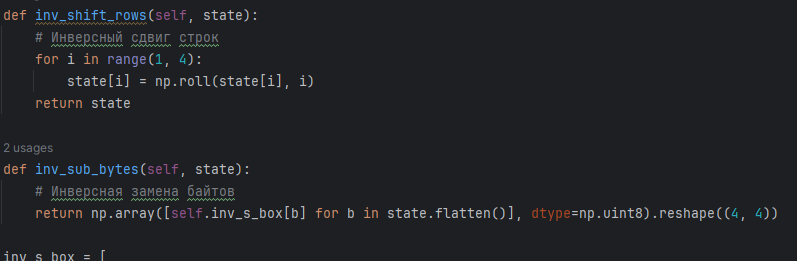 def inv_shift_rows(self, state):
    # Инверсный сдвиг строк
    for i in range(1, 4):
        state[i] = np.roll(state[i], i)
    return state
2 usages
def inv_sub_bytes(self, state):
    # Инверсная замена байтов
    return np.array([self.inv_s_box[b] for b in state.flatten()], dtype=np.uint8).reshape((4, 4))
inv_s_box = [